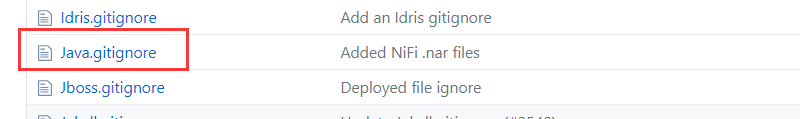 Idris.gitignore Add an Idris gitignore
Java.gitignore Added NiFi .nar files
Jboss.gitignore Deployed file ignore